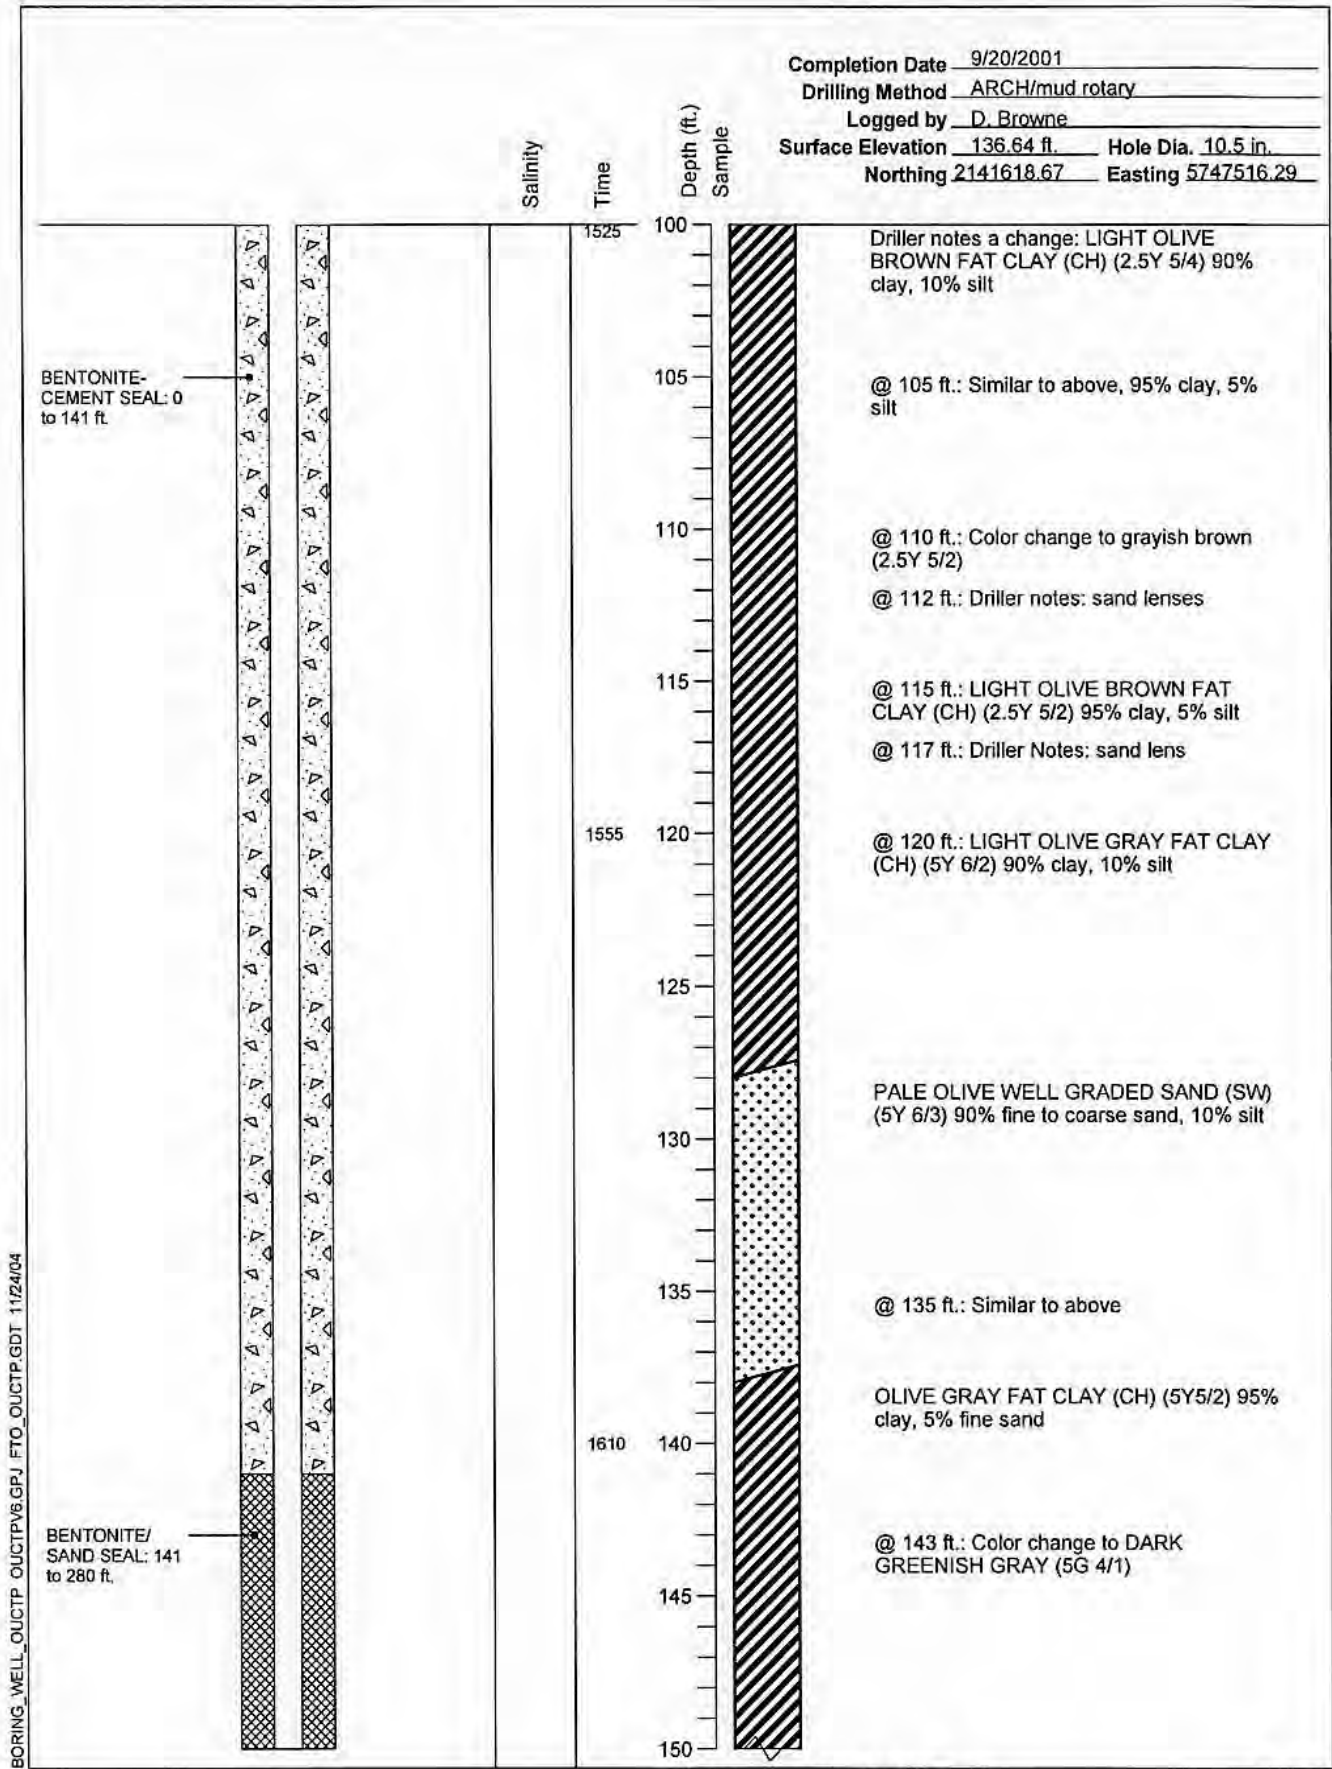 Completion Date 9/20/2001
Drilling Method ARCH/mud rotary
Logged by D. Browne
Surface Elevation 136.64 ft. Hole Dia. 10.5 in.
Northing 2141618.67 Easting 5747516.29
Salinity
Time
Depth (ft.)
Sample
1525
100
Driller notes a change: LIGHT OLIVE
BROWN FAT CLAY (CH) (2.5Y 5/4) 90%
clay, 10% silt
BENTONITE-
CEMENT SEAL: 0
to 141 ft.
105
@ 105 ft.: Similar to above, 95% clay, 5%
silt
110
@ 110 ft.: Color change to grayish brown
(2.5Y 5/2)
@ 112 ft.: Driller notes: sand lenses
115
@ 115 ft.: LIGHT OLIVE BROWN FAT
CLAY (CH) (2.5Y 5/2) 95% clay, 5% silt
@ 117 ft.: Driller Notes: sand lens
1555
120
@ 120 ft.: LIGHT OLIVE GRAY FAT CLAY
(CH) (5Y 6/2) 90% clay, 10% silt
125
PALE OLIVE WELL GRADED SAND (SW)
(5Y 6/3) 90% fine to coarse sand, 10% silt
130
135
@ 135 ft.: Similar to above
OLIVE GRAY FAT CLAY (CH) (5Y5/2) 95%
clay, 5% fine sand
1610
140
BENTONITE/
SAND SEAL: 141
to 280 ft.
@ 143 ft.: Color change to DARK
GREENISH GRAY (5G 4/1)
145
150
BORING_WELL_OUCTP OUCTPV6.GPJ FTO_OUCTP.GDT 11/24/04